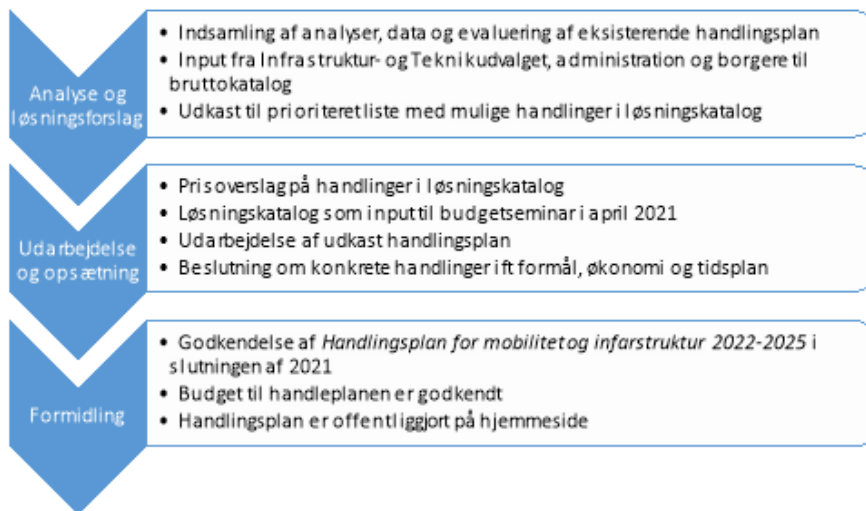 Analyse og
løsningsforslag
• Indsamling af analyser, data og evaluering af eksisterende handlingsplan
• Input fra Infrastruktur- og Teknikudvalget, administration og borgere til
bruttokatalog
• Udkast til prioriteret liste med mulige handlinger i løsningskatalog
Udarbejdelse
og opsætning
• Prisoverslag på handlinger i løsningskatalog
• Løsningskatalog som input til budgetseminar i april 2021
• Udarbejdelse af udkast handlingsplan
• Beslutning om konkrete handlinger ift formål, økonomi og tidsplan
Formidling
• Godkendelse af Handlingsplan for mobilitet og infarstruktur 2022-2025 i
slutningen af 2021
• Budget til handleplanen er godkendt
• Handlingsplan er offentliggjort på hjemmeside